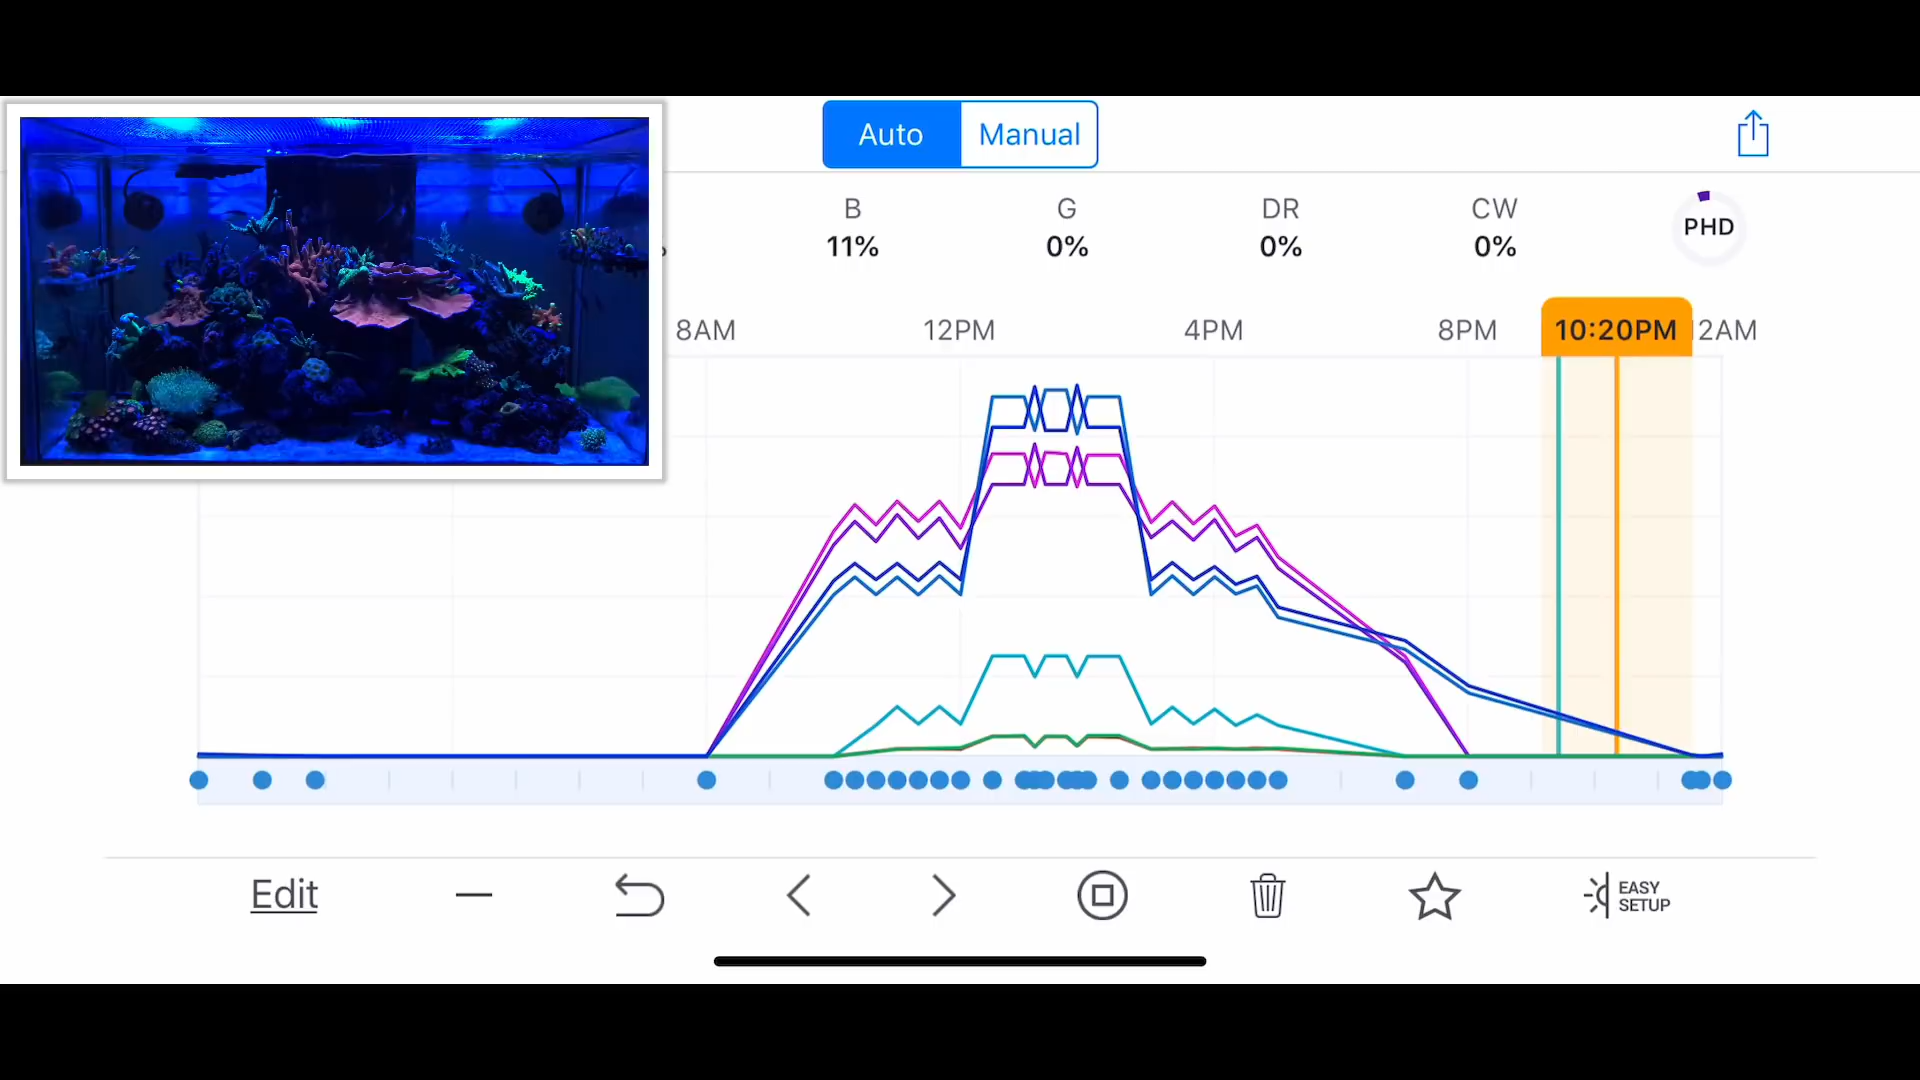 Auto Manual
B G DR CW
11% 0% 0% 0% PHD
8AM 12PM 4PM 8PM 10:20PM 2AM
Edit
EASY
SETUP